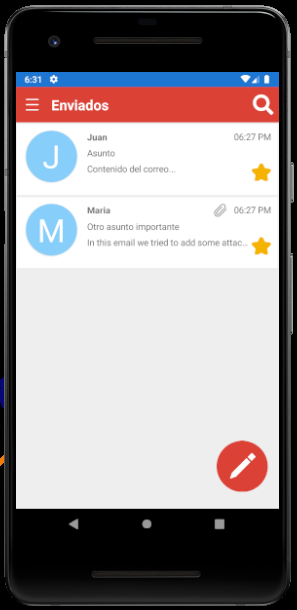 6:31
Enviados
J
Juan
06:27 PM
Asunto
Contenido del correo...
M
Maria
06:27 PM
Otro asunto importante
In this email we tried to add some attac...